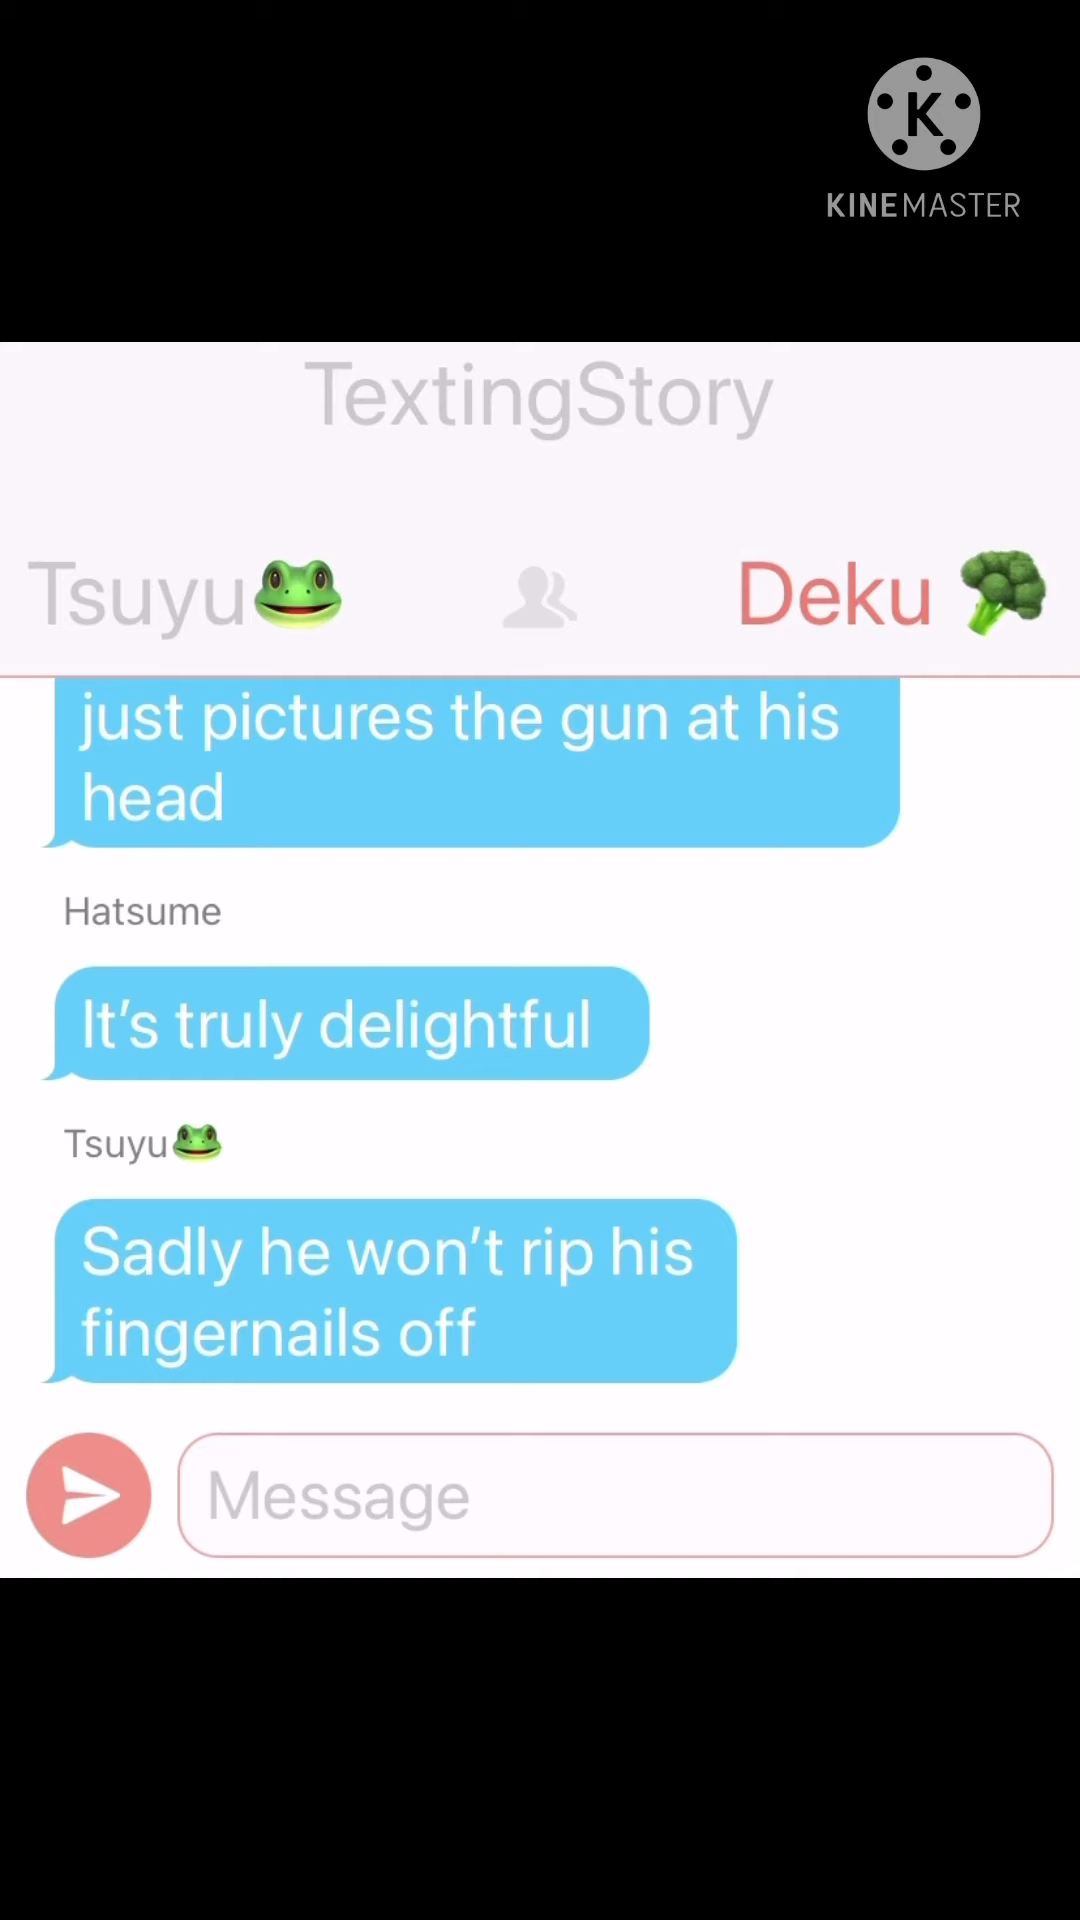 K
KINEMASTER
TextingStory
Tsuyu🐸
Deku 🥦
just pictures the gun at his
head
Hatsume
It’s truly delightful
Tsuyu🐸
Sadly he won’t rip his
fingernails off
Message